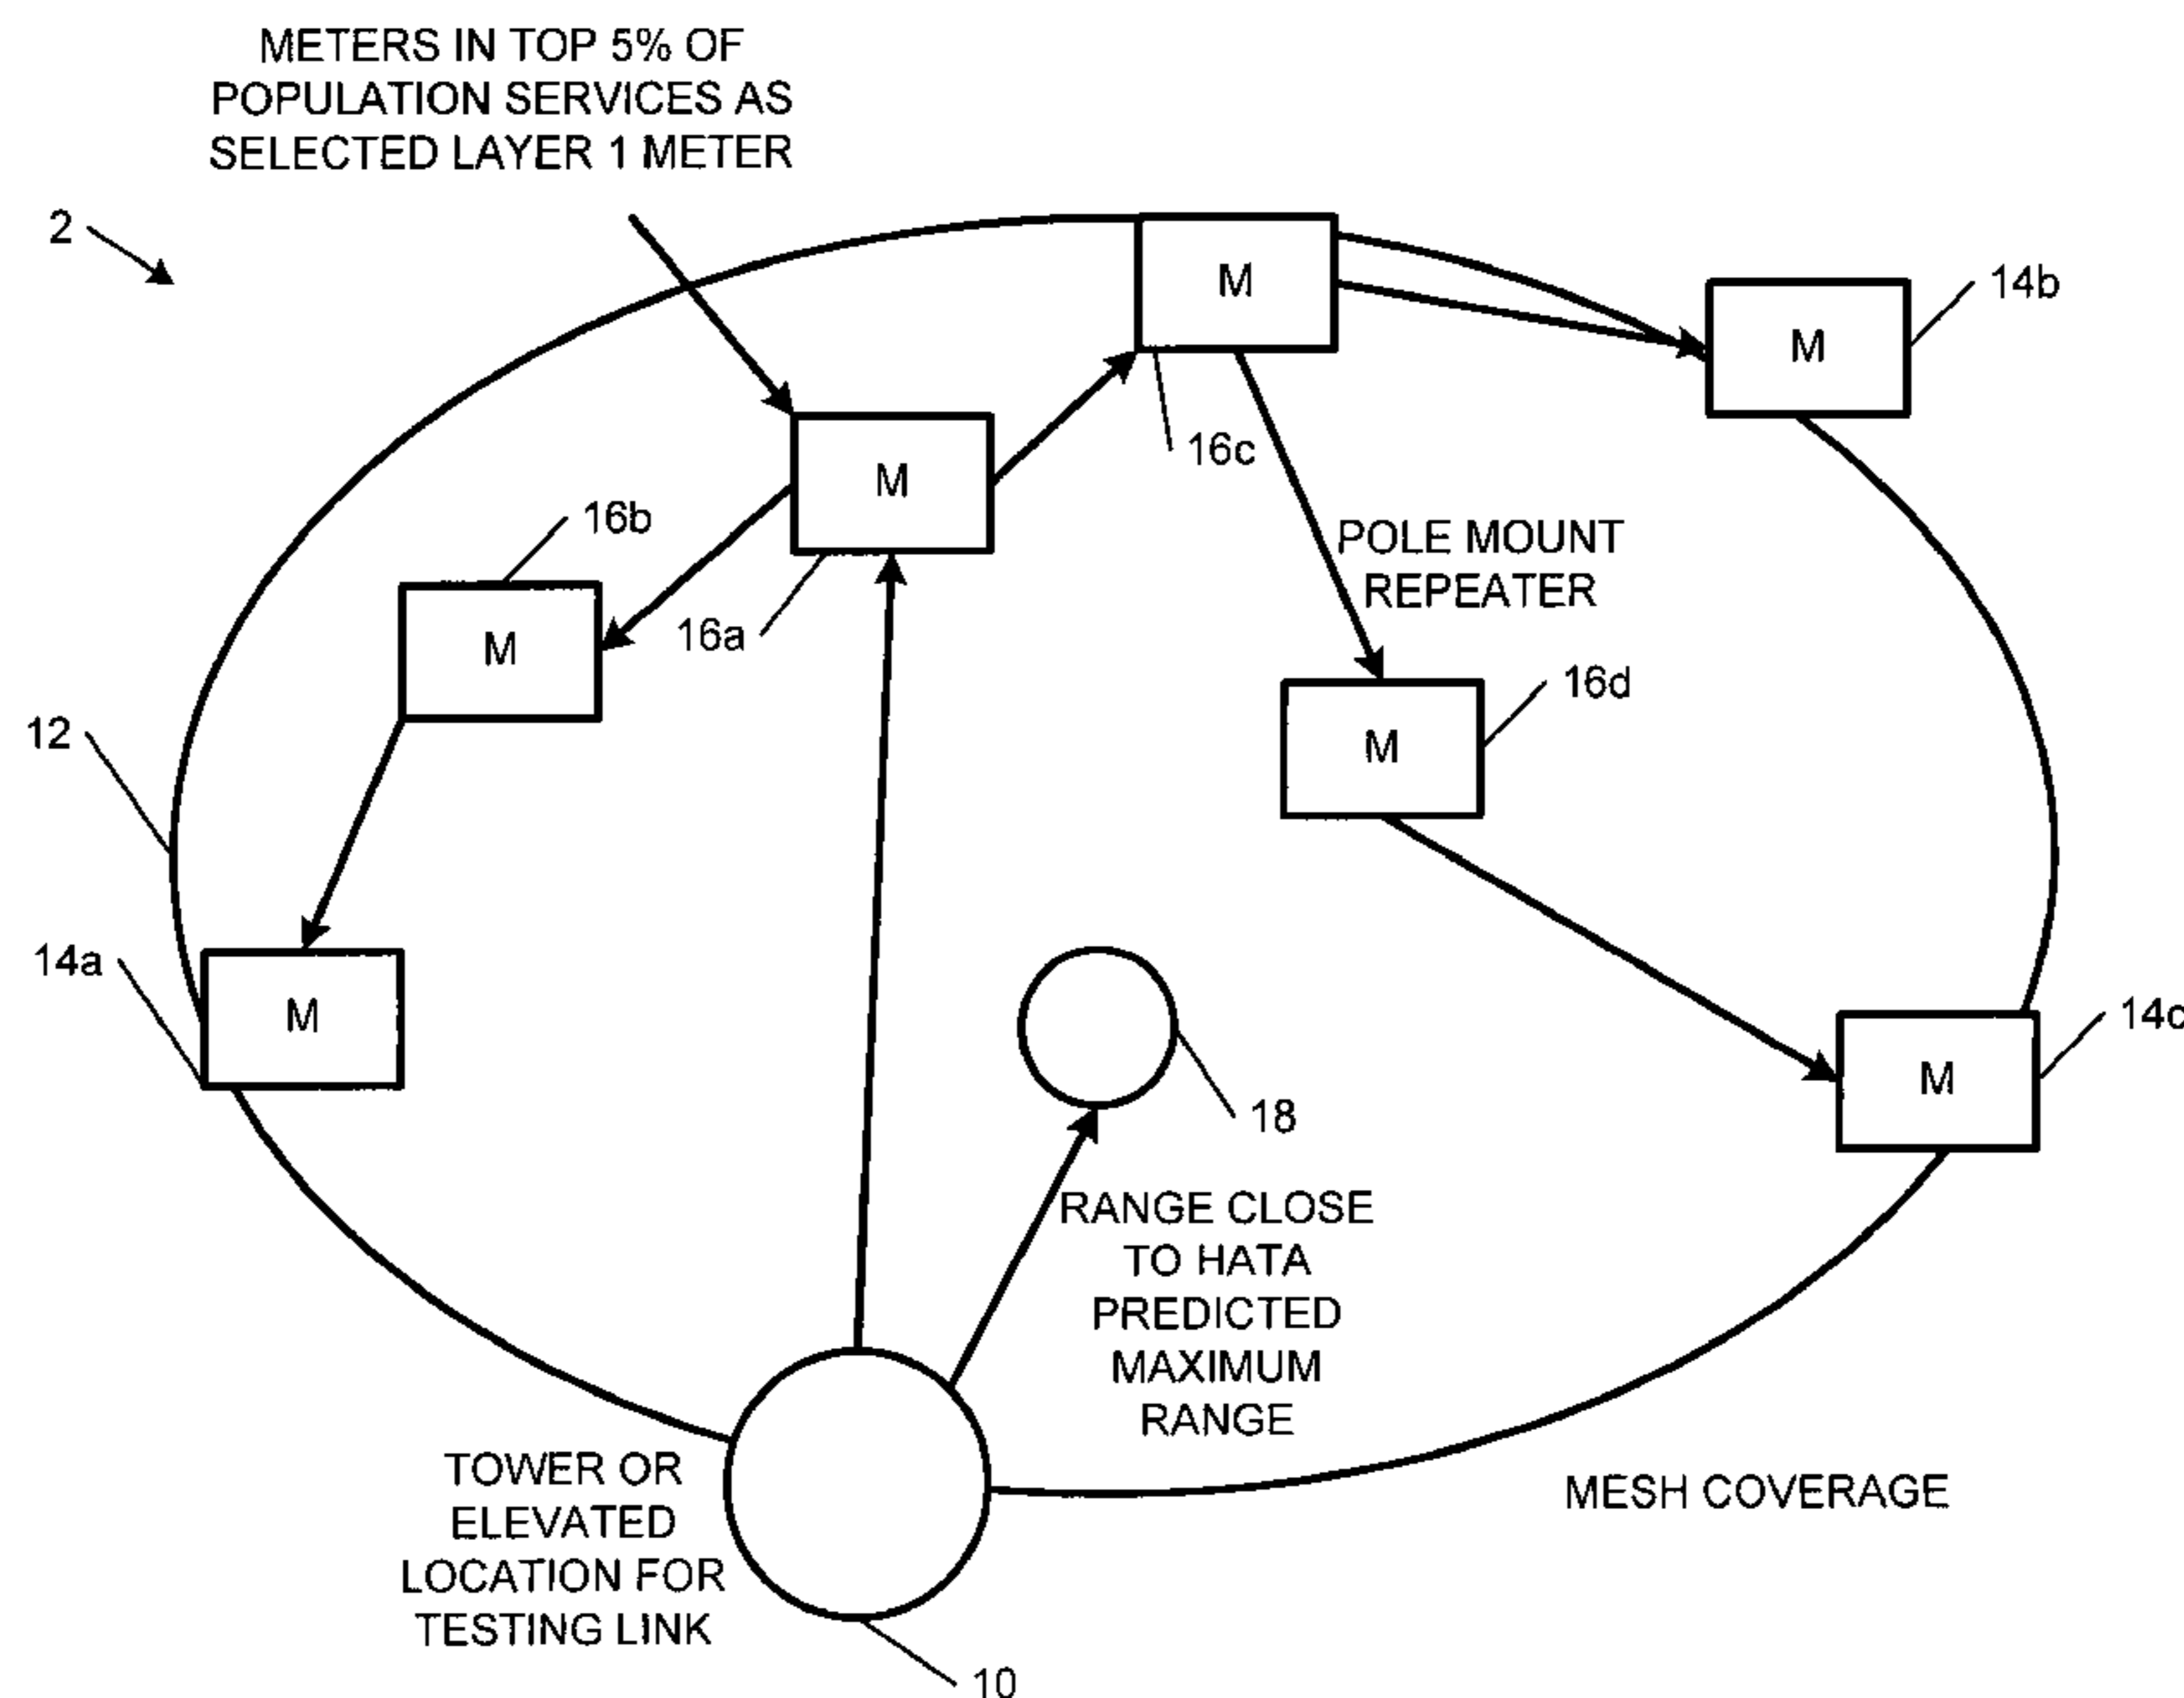 METERS IN TOP 5% OF
POPULATION SERVICES AS
SELECTED LAYER 1 METER
2
M
14b
M
16c
M
16b
16a
POLE MOUNT
REPEATER
M
16d
M
12
14a
M
14c
M
18
RANGE CLOSE
TO HATA
PREDICTED
MAXIMUM
RANGE
TOWER OR
ELEVATED
LOCATION FOR
TESTING LINK
MESH COVERAGE
10